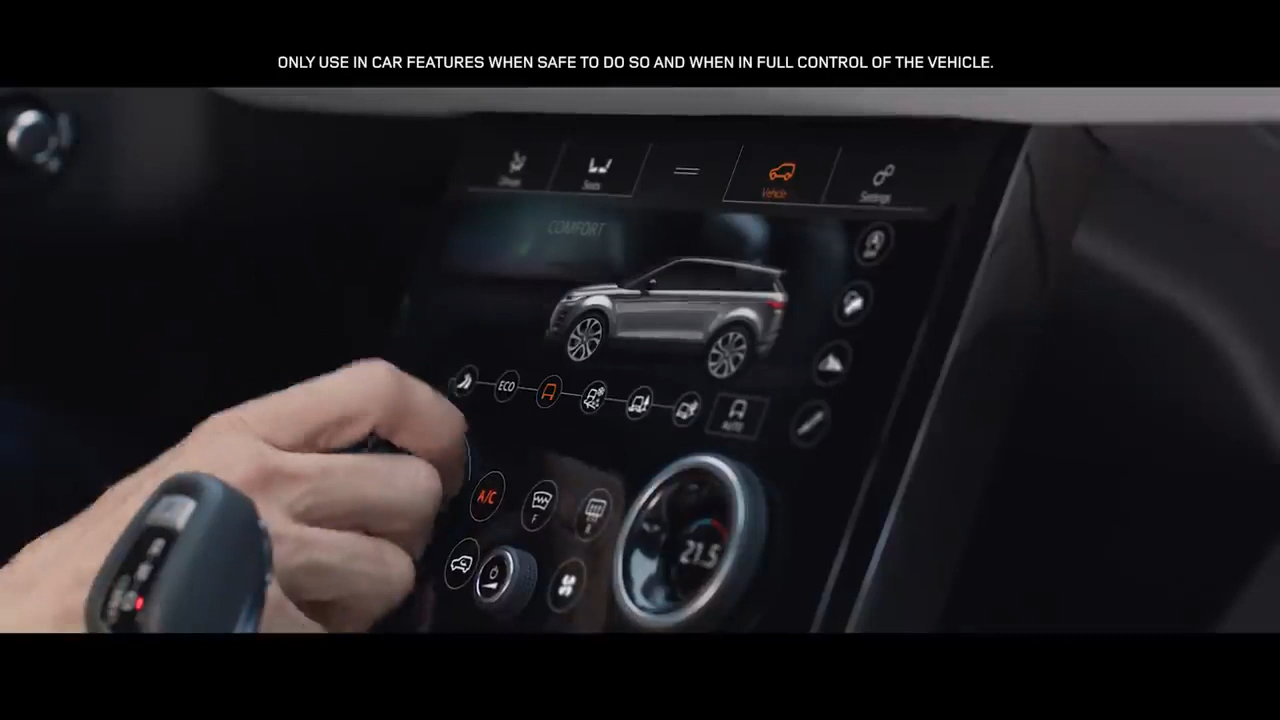 ONLY USE IN CAR FEATURES WHEN SAFE TO DO SO AND WHEN IN FULL CONTROL OF THE VEHICLE.
Seats
Vehicle
Settings
COMFORT
ECO
AUTO
A/C
F
R
21.5